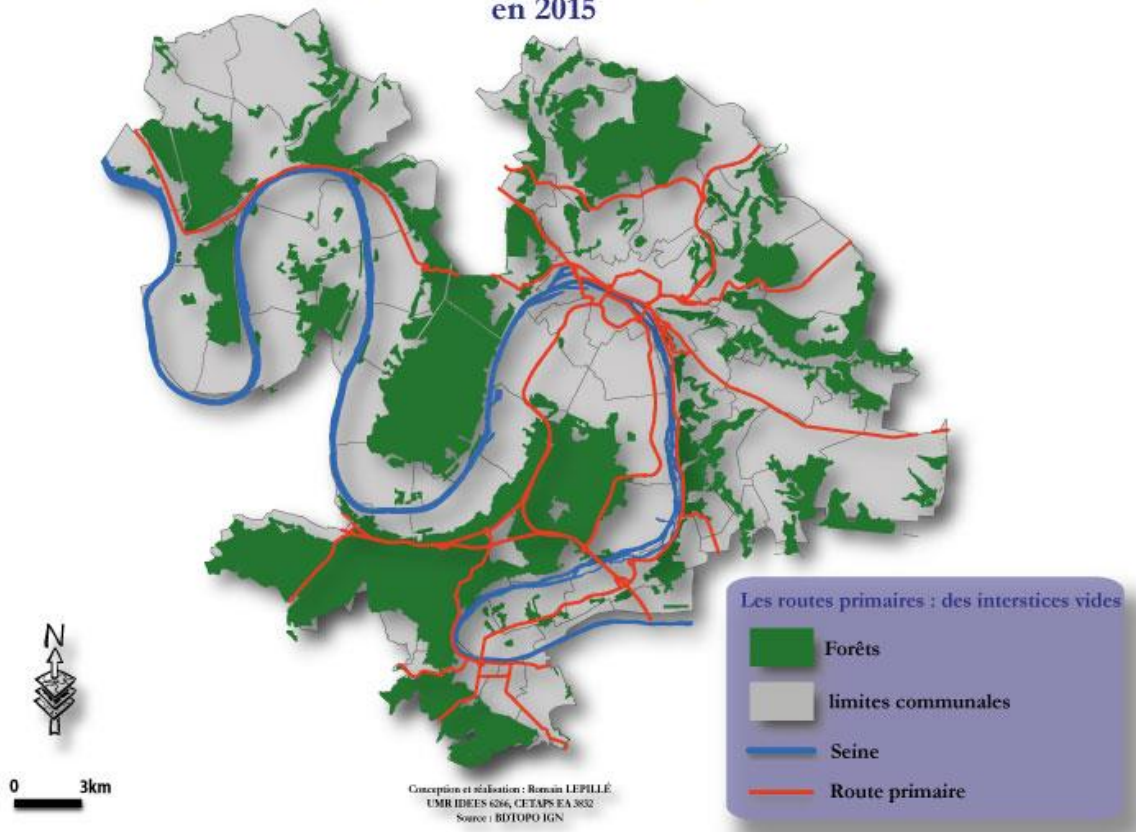 en 2015
Les routes primaires : des interstices vides
Forêts
limites communales
Seine
Route primaire
N
0 3km
Conception et réalisation : Romain LEPILLÉ
UMR IDEES 6266, CETAPS EA 3832
Source : BDTOPO IGN